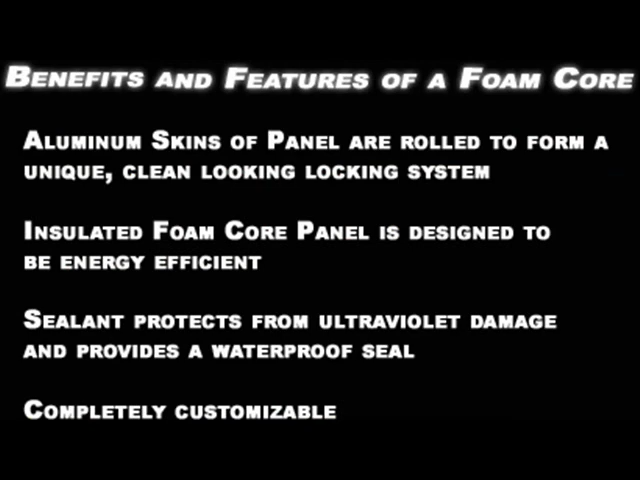 Benefits and Features of a Foam Core
Aluminum Skins of Panel are rolled to form a
unique, clean looking locking system
Insulated Foam Core Panel is designed to
be energy efficient
Sealant protects from ultraviolet damage
and provides a waterproof seal
Completely customizable